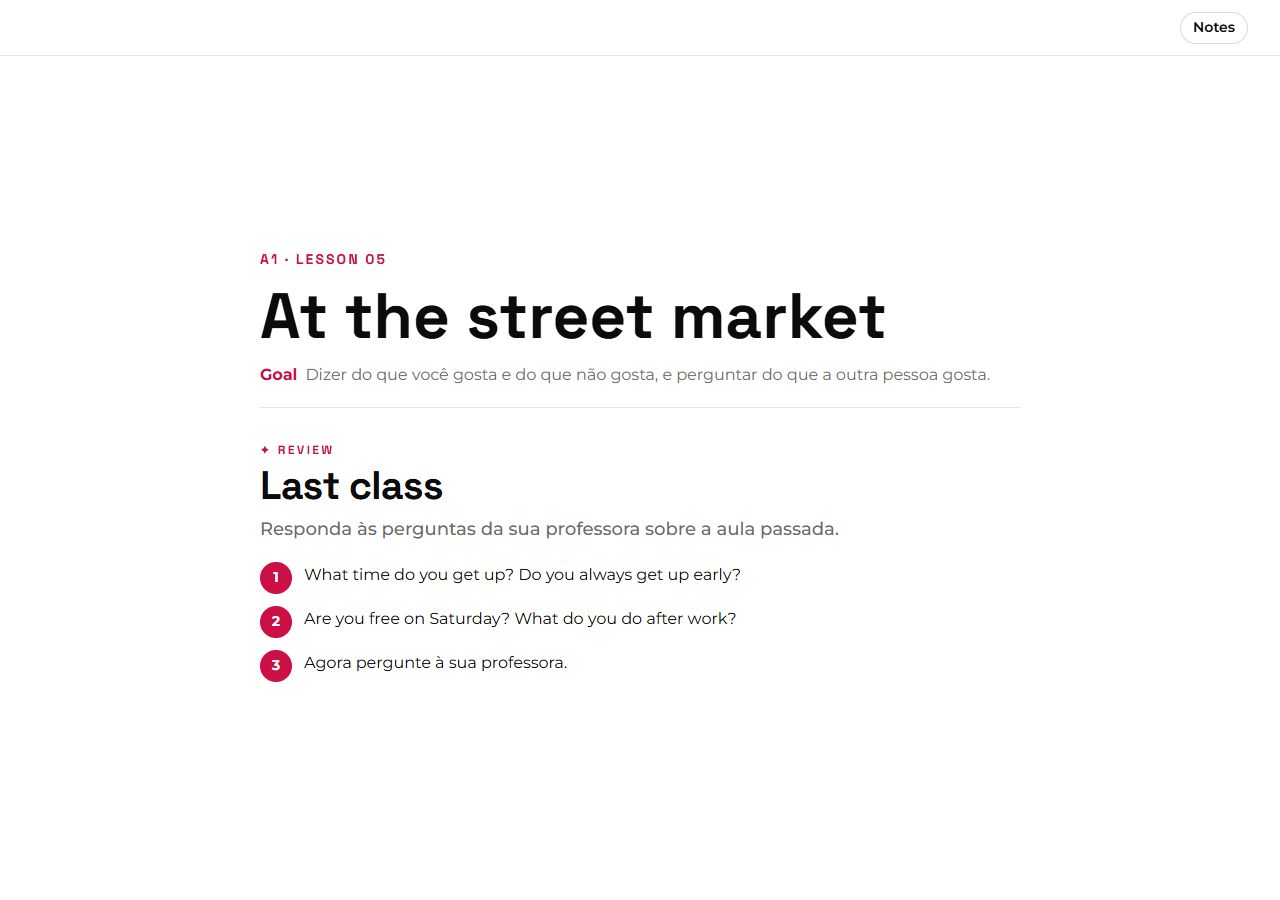 Notes
A1 · LESSON 05
At the street market
Goal Dizer do que você gosta e do que não gosta, e perguntar do que a outra pessoa gosta.
✦ REVIEW
Last class
Responda às perguntas da sua professora sobre a aula passada.
1 What time do you get up? Do you always get up early?
2 Are you free on Saturday? What do you do after work?
3 Agora pergunte à sua professora.